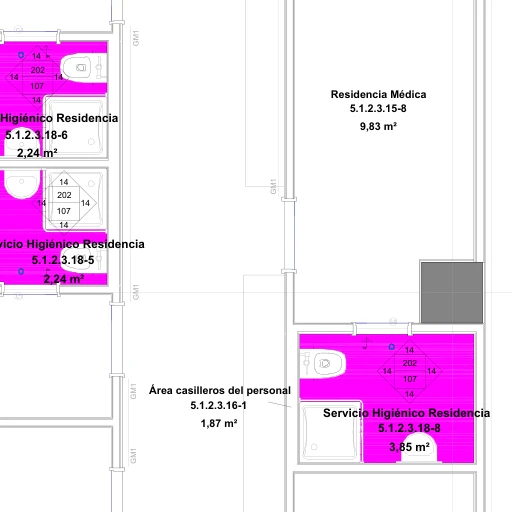 GM1
14
14 202 14
107
14
Higiénico Residencia
5.1.2.3.18-6
2,24 m²
14
202
14 14
107
14
vicio Higiénico Residencia
5.1.2.3.18-5
2,24 m²
GM1
GM1
GM1
GM1
Residencia Médica
5.1.2.3.15-8
9,83 m²
Área casilleros del personal
5.1.2.3.16-1
1,87 m²
14
202
14 14
107
14
Servicio Higiénico Residencia
5.1.2.3.18-8
3,85 m²